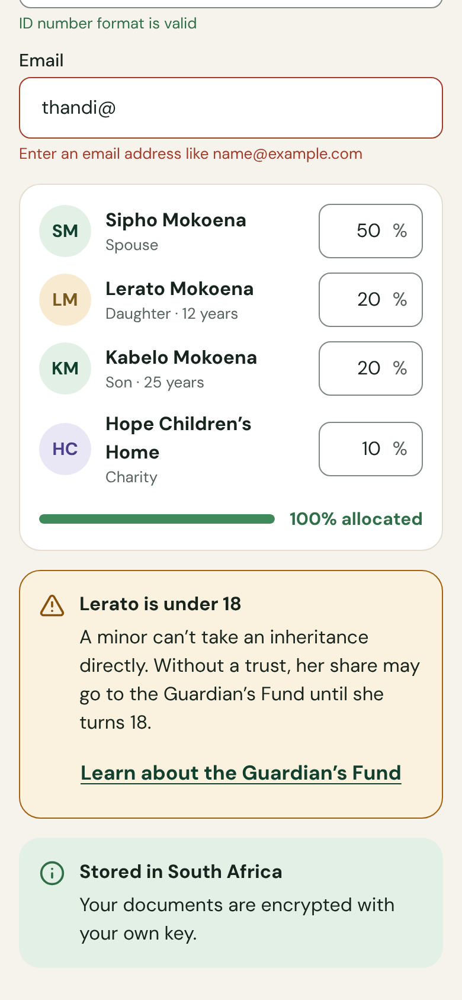 ID number format is valid
Email
thandi@
Enter an email address like name@example.com
SM
Sipho Mokoena
Spouse
50 %
LM
Lerato Mokoena
Daughter · 12 years
20 %
KM
Kabelo Mokoena
Son · 25 years
20 %
HC
Hope Children’s
Home
Charity
10 %
100% allocated
Lerato is under 18
A minor can’t take an inheritance
directly. Without a trust, her share may
go to the Guardian’s Fund until she
turns 18.
Learn about the Guardian’s Fund
Stored in South Africa
Your documents are encrypted with
your own key.